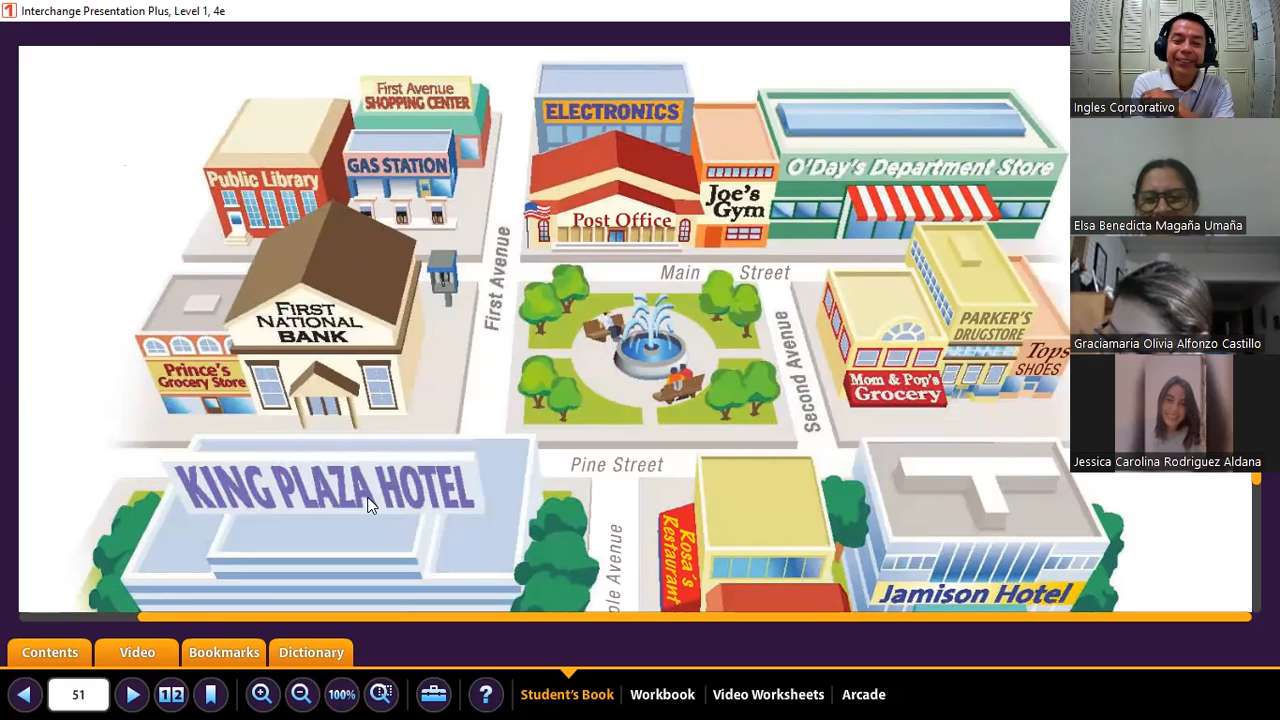 Interchange Presentation Plus, Level 1, 4e
First Avenue
SHOPPING CENTER
GAS STATION
Public Library
ELECTRONICS
Post Office
Joe's
Gym
O'Day's Department Store
First Avenue
Main Street
Second Avenue
FIRST
NATIONAL
BANK
Prince's
Grocery Store
PARKER'S
DRUGSTORE
Tops
SHOES
Mom & Pop's
Grocery
Pine Street
KING PLAZA HOTEL
Rosa's
Restaurant
ple Avenue
Jamison Hotel
Ingles Corporativo
Elsa Benedicta Magaña Umaña
Graciamaria Olivia Alfonzo Castillo
Jessica Carolina Rodriguez Aldana
Contents
Video
Bookmarks
Dictionary
51
1 2
100%
?
Student's Book
Workbook
Video Worksheets
Arcade